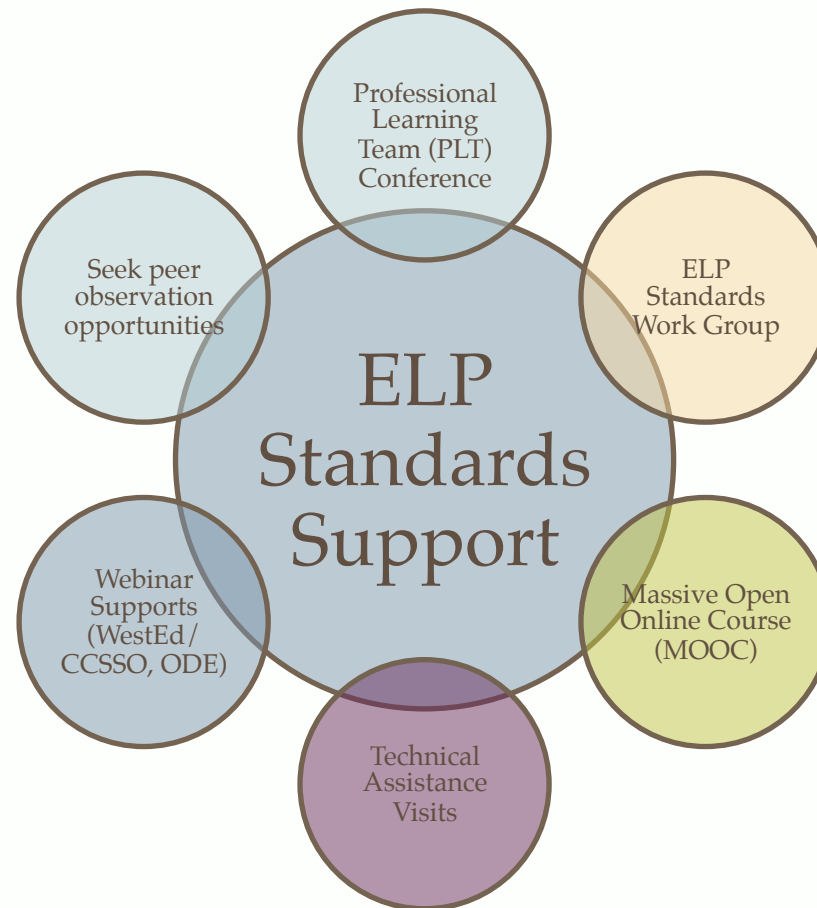 Professional
Learning
Team (PLT)
Conference
Seek peer
observation
opportunities
ELP
Standards
Work Group
ELP
Standards
Support
Webinar
Supports
(WestEd/
CCSSO, ODE)
Massive Open
Online Course
(MOOC)
Technical
Assistance
Visits